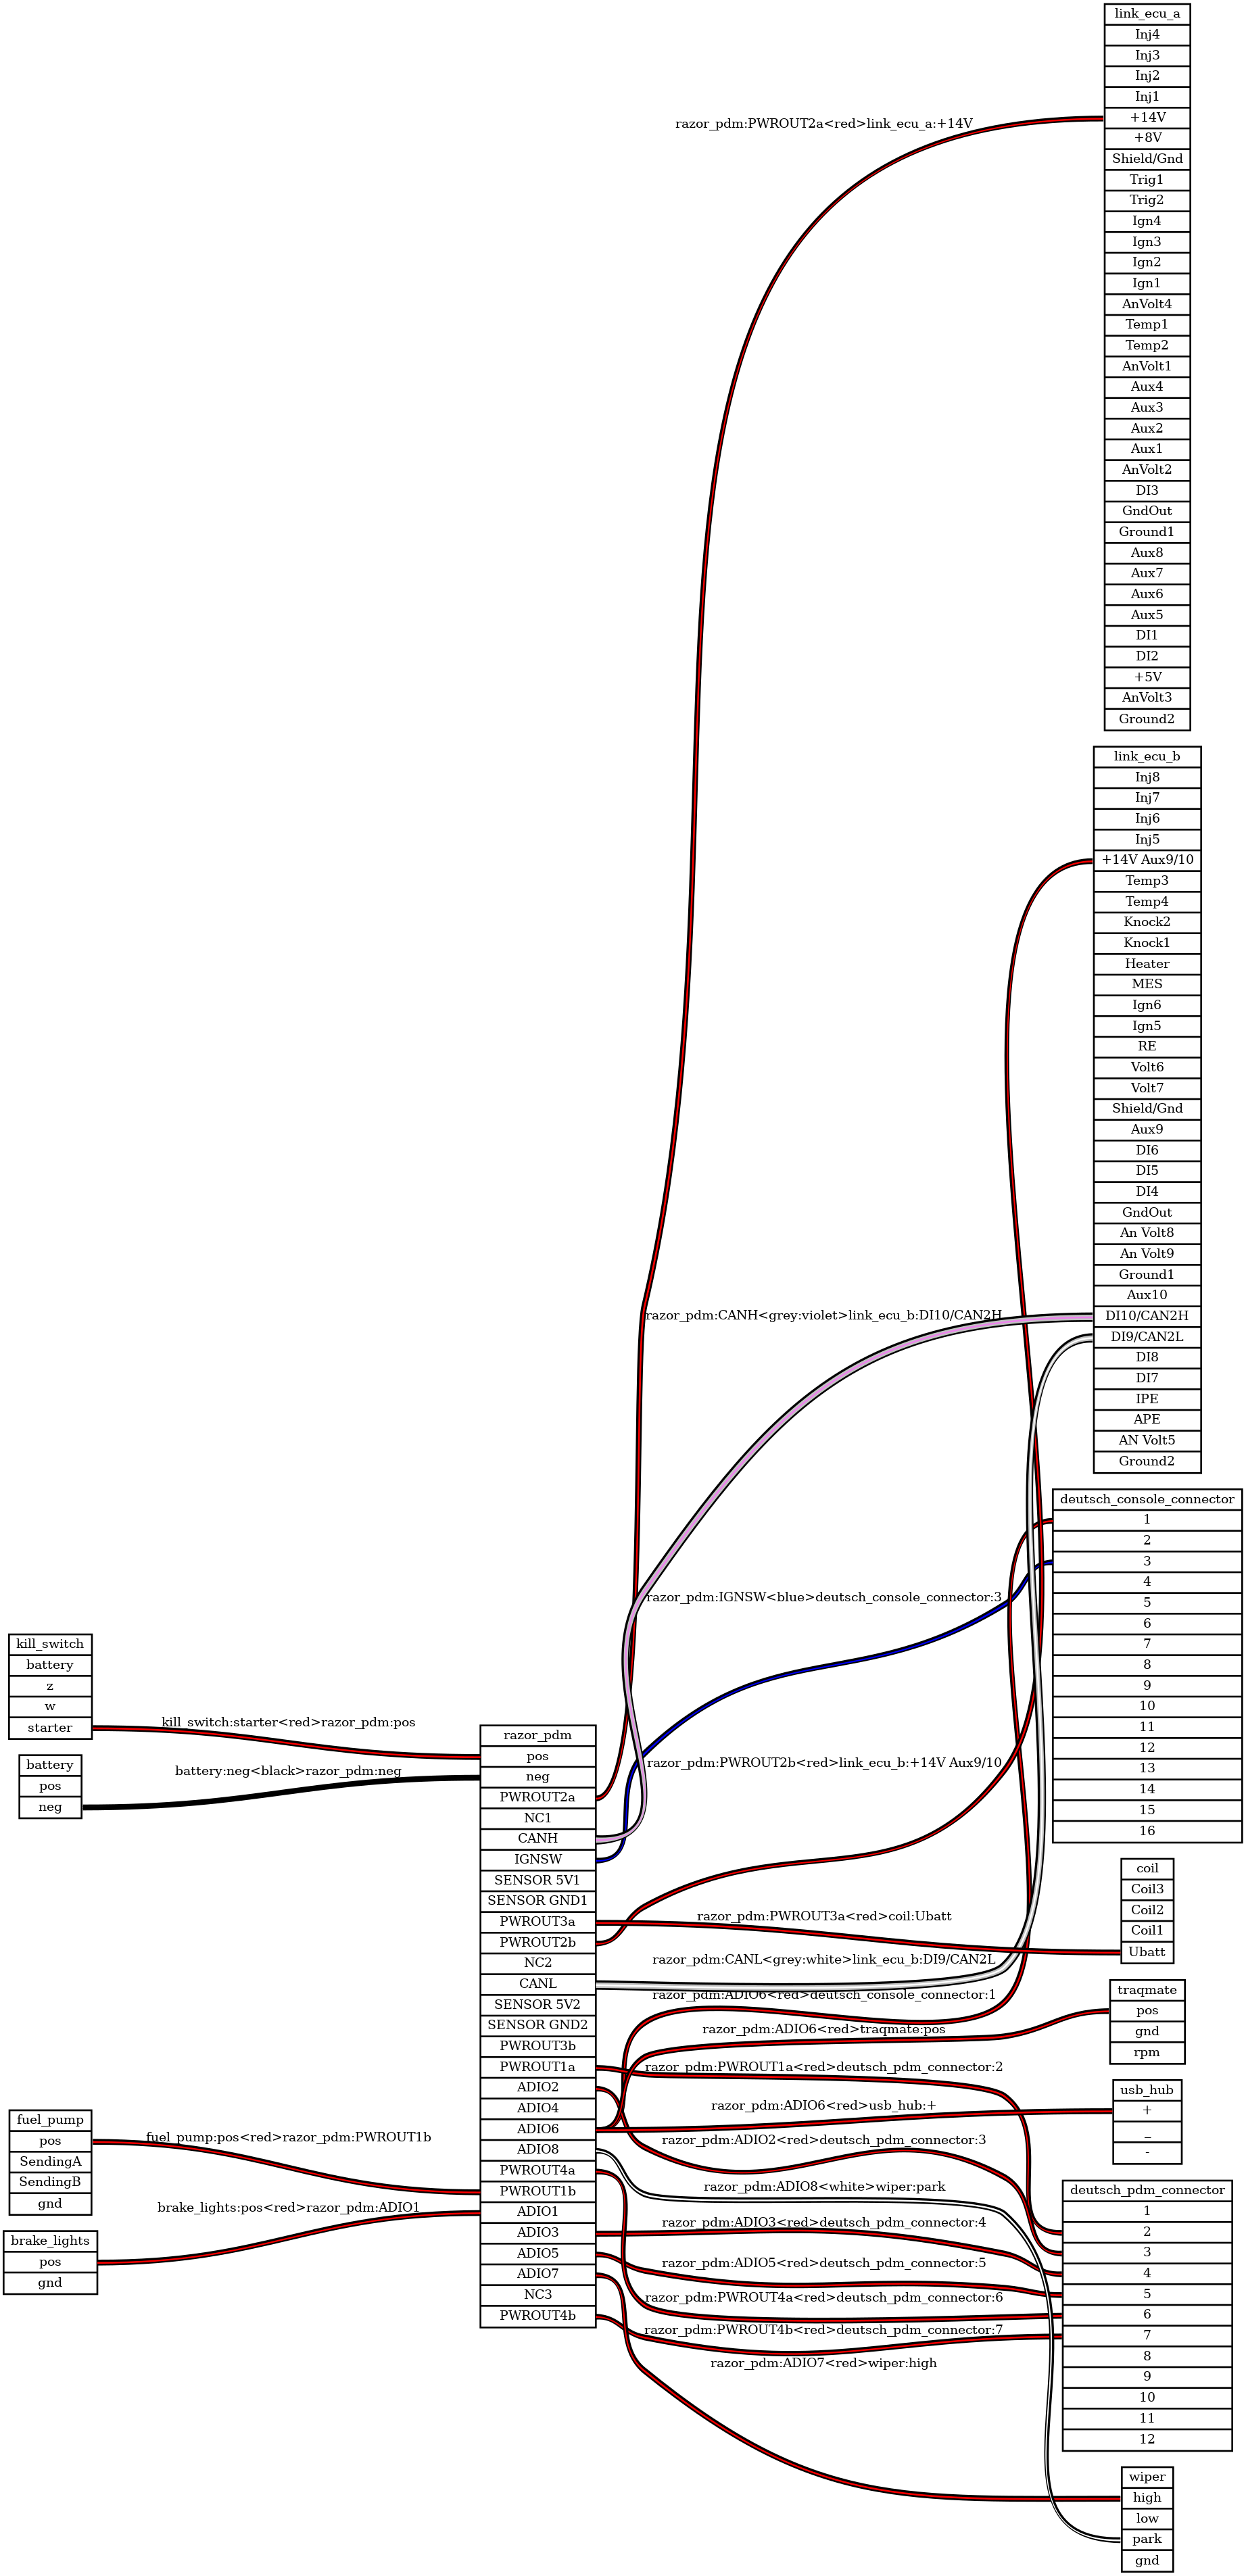 link_ecu_a
Inj4
Inj3
Inj2
Inj1
+14V
+8V
Shield/Gnd
Trig1
Trig2
Ign4
Ign3
Ign2
Ign1
AnVolt4
Temp1
Temp2
AnVolt1
Aux4
Aux3
Aux2
Aux1
AnVolt2
DI3
GndOut
Ground1
Aux8
Aux7
Aux6
Aux5
DI1
DI2
+5V
AnVolt3
Ground2
link_ecu_b
Inj8
Inj7
Inj6
Inj5
+14V Aux9/10
Temp3
Temp4
Knock2
Knock1
Heater
MES
Ign6
Ign5
RE
Volt6
Volt7
Shield/Gnd
Aux9
DI6
DI5
DI4
GndOut
An Volt8
An Volt9
Ground1
Aux10
DI10/CAN2H
DI9/CAN2L
DI8
DI7
IPE
APE
AN Volt5
Ground2
deutsch_console_connector
1
2
3
4
5
6
7
8
9
10
11
12
13
14
15
16
coil
Coil3
Coil2
Coil1
Ubatt
traqmate
pos
gnd
rpm
usb_hub
+
_
-
deutsch_pdm_connector
1
2
3
4
5
6
7
8
9
10
11
12
wiper
high
low
park
gnd
kill_switch
battery
z
w
starter
battery
pos
neg
fuel_pump
pos
SendingA
SendingB
gnd
brake_lights
pos
gnd
razor_pdm
pos
neg
PWROUT2a
NC1
CANH
IGNSW
SENSOR 5V1
SENSOR GND1
PWROUT3a
PWROUT2b
NC2
CANL
SENSOR 5V2
SENSOR GND2
PWROUT3b
PWROUT1a
ADIO2
ADIO4
ADIO6
ADIO8
PWROUT4a
PWROUT1b
ADIO1
ADIO3
ADIO5
ADIO7
NC3
PWROUT4b
kill_switch:starter<red>razor_pdm:pos
battery:neg<black>razor_pdm:neg
fuel_pump:pos<red>razor_pdm:PWROUT1b
brake_lights:pos<red>razor_pdm:ADIO1
razor_pdm:PWROUT2a<red>link_ecu_a:+14V
razor_pdm:CANH<grey:violet>link_ecu_b:DI10/CAN2H
razor_pdm:IGNSW<blue>deutsch_console_connector:3
razor_pdm:PWROUT2b<red>link_ecu_b:+14V Aux9/10
razor_pdm:PWROUT3a<red>coil:Ubatt
razor_pdm:CANL<grey:white>link_ecu_b:DI9/CAN2L
razor_pdm:ADIO6<red>deutsch_console_connector:1
razor_pdm:ADIO6<red>traqmate:pos
razor_pdm:PWROUT1a<red>deutsch_pdm_connector:2
razor_pdm:ADIO6<red>usb_hub:+
razor_pdm:ADIO2<red>deutsch_pdm_connector:3
razor_pdm:ADIO8<white>wiper:park
razor_pdm:ADIO3<red>deutsch_pdm_connector:4
razor_pdm:ADIO5<red>deutsch_pdm_connector:5
razor_pdm:PWROUT4a<red>deutsch_pdm_connector:6
razor_pdm:PWROUT4b<red>deutsch_pdm_connector:7
razor_pdm:ADIO7<red>wiper:high